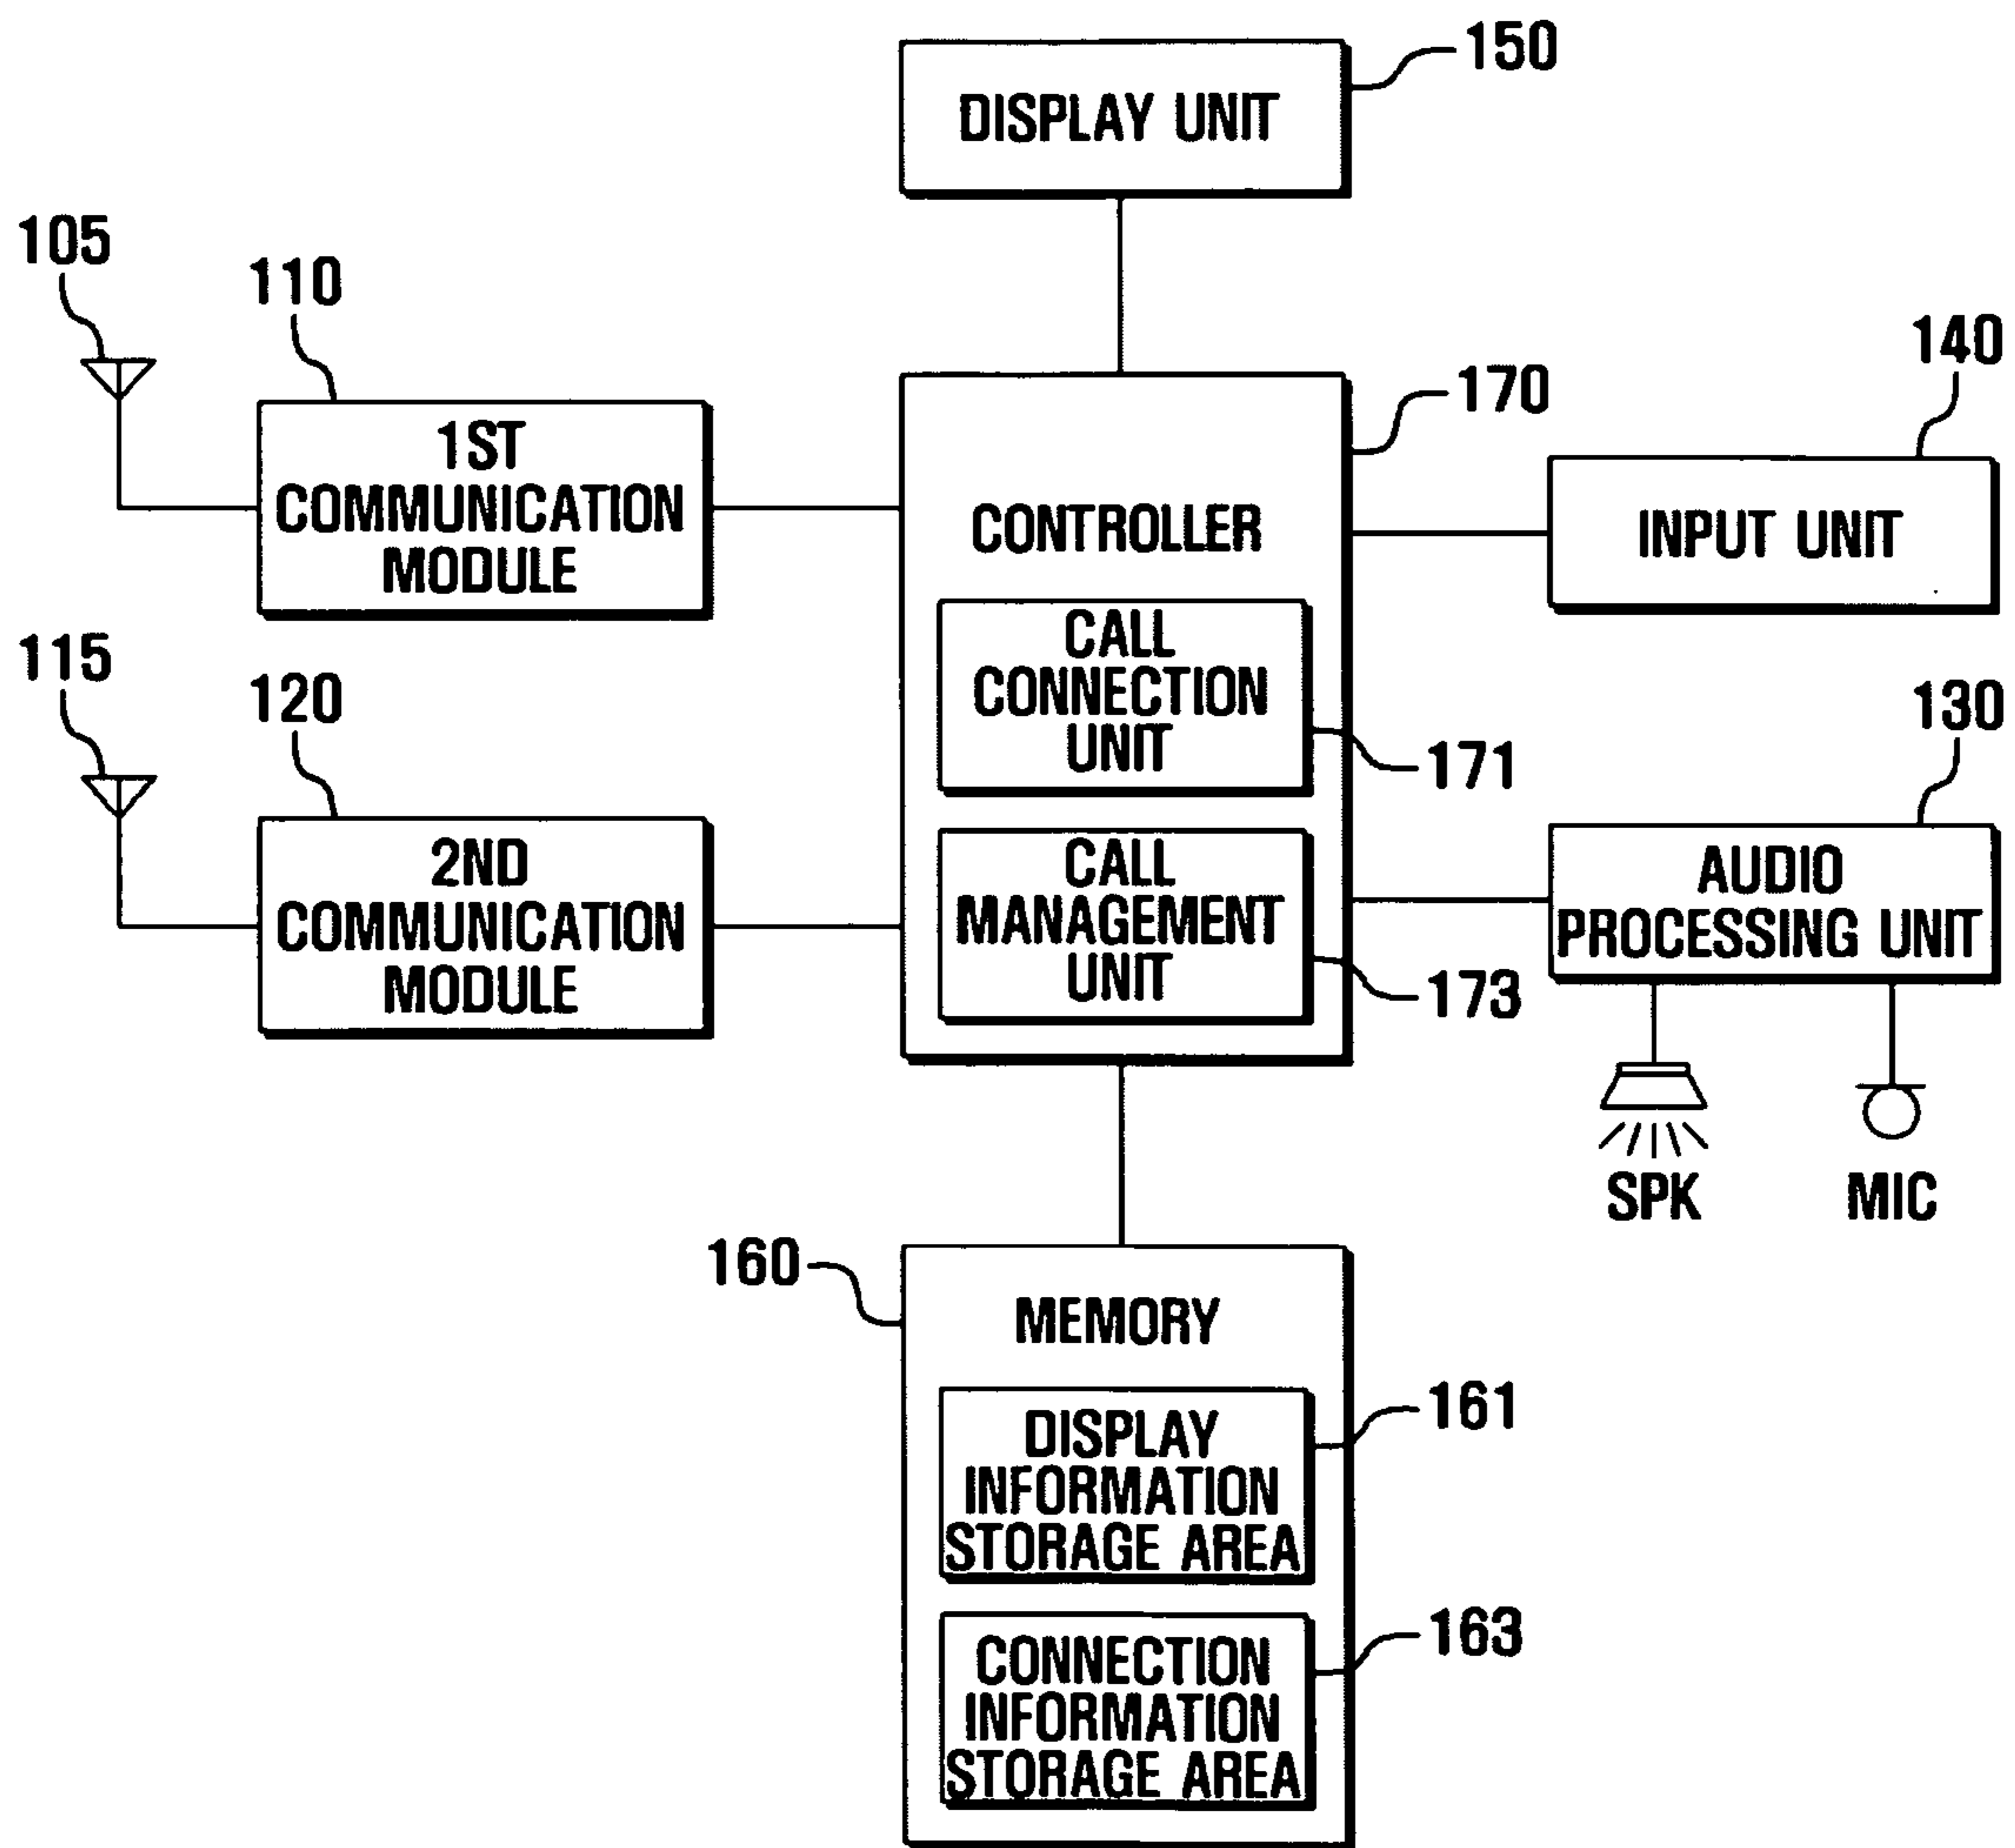 150
DISPLAY UNIT
105
110
1ST
COMMUNICATION
MODULE
170
CONTROLLER
140
INPUT UNIT
CALL
CONNECTION
UNIT
171
115
120
2ND
COMMUNICATION
MODULE
CALL
MANAGEMENT
UNIT
173
130
AUDIO
PROCESSING UNIT
SPK
MIC
160
MEMORY
DISPLAY
INFORMATION
STORAGE AREA
161
CONNECTION
INFORMATION
STORAGE AREA
163